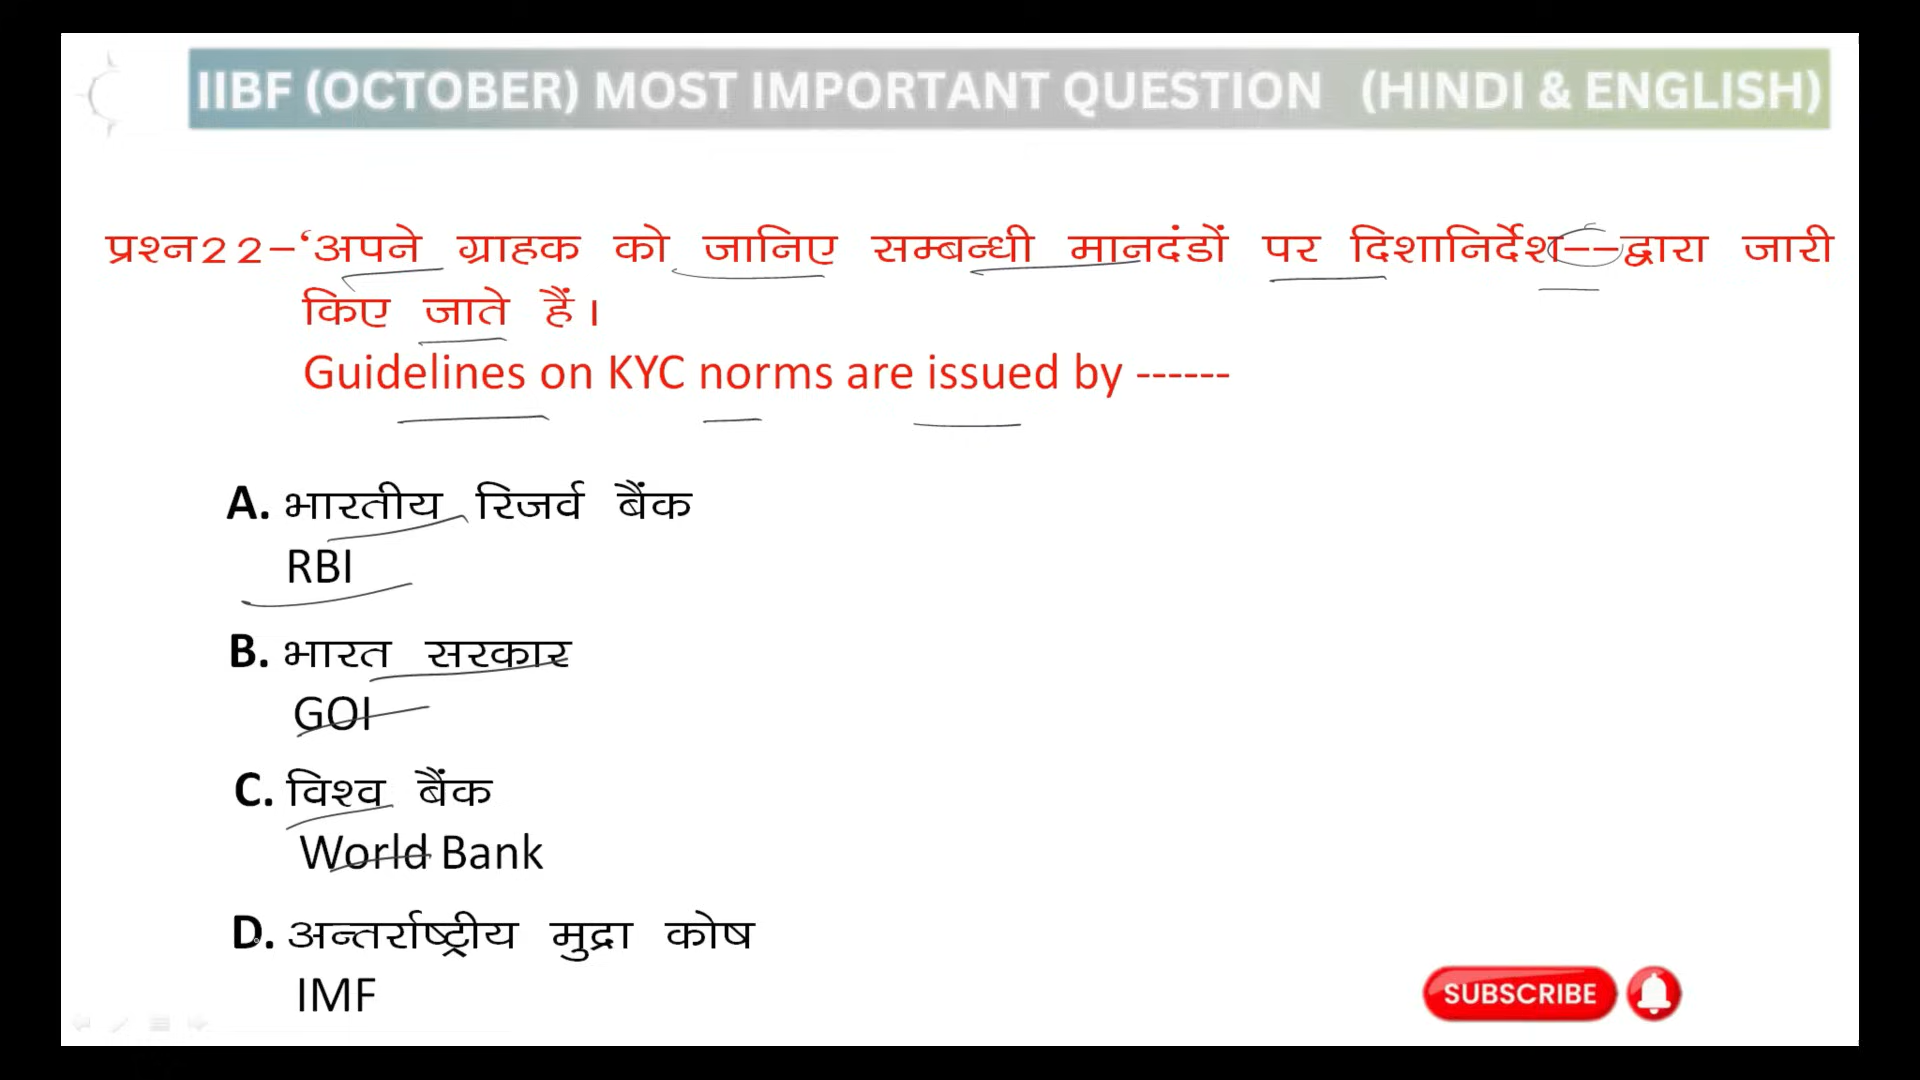 IIBF (OCTOBER) MOST IMPORTANT QUESTION (HINDI & ENGLISH)
प्रश्न22-‘अपने ग्राहक को जानिए सम्बन्धी मानदंडों पर दिशानिर्देश--द्वारा जारी
किए जाते हैं।
Guidelines on KYC norms are issued by ------
A. भारतीय रिजर्व बैंक
RBI
B. भारत सरकार
GOI
C. विश्व बैंक
World Bank
D. अन्तर्राष्ट्रीय मुद्रा कोष
IMF
SUBSCRIBE